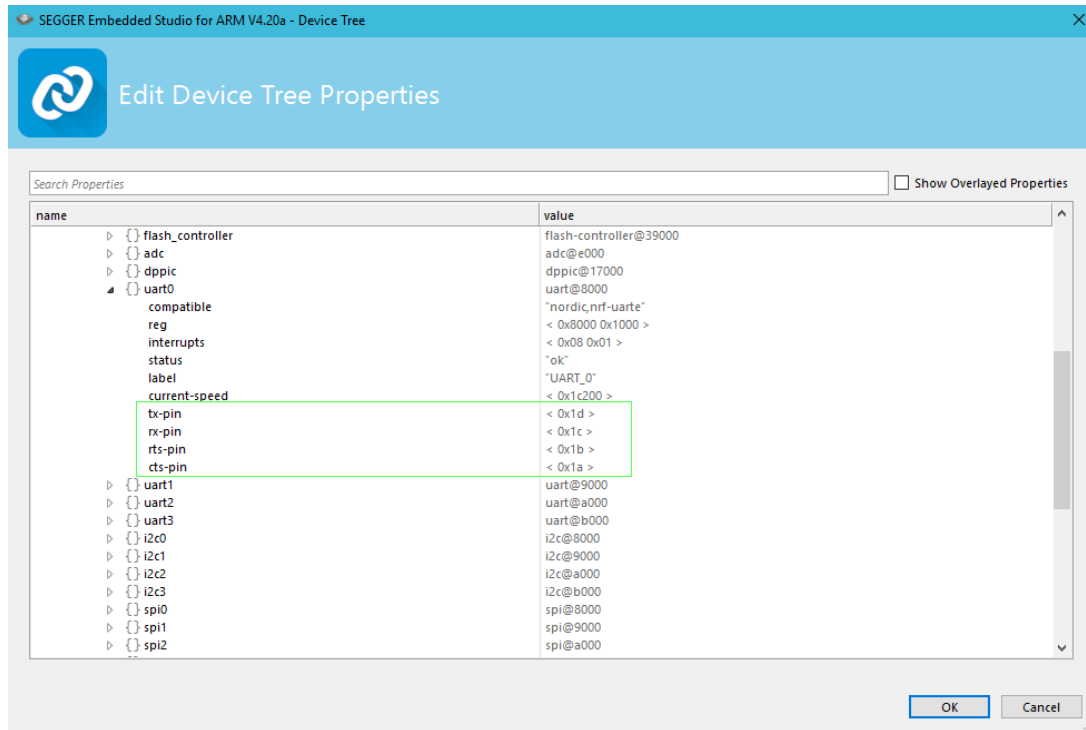 SEGGER Embedded Studio for ARM V4.20a - Device Tree
Edit Device Tree Properties
Search Properties Show Overlayed Properties
name value
{} flash_controller flash-controller@39000
{} adc adc@e000
{} dppic dppic@17000
{} uart0 uart@8000
compatible "nordic,nrf-uarte"
reg < 0x8000 0x1000 >
interrupts < 0x08 0x01 >
status "ok"
label "UART_0"
current-speed < 0x1c200 >
tx-pin < 0x1d >
rx-pin < 0x1c >
rts-pin < 0x1b >
cts-pin < 0x1a >
{} uart1 uart@9000
{} uart2 uart@a000
{} uart3 uart@b000
{} i2c0 i2c@8000
{} i2c1 i2c@9000
{} i2c2 i2c@a000
{} i2c3 i2c@b000
{} spi0 spi@8000
{} spi1 spi@9000
{} spi2 spi@a000
OK Cancel